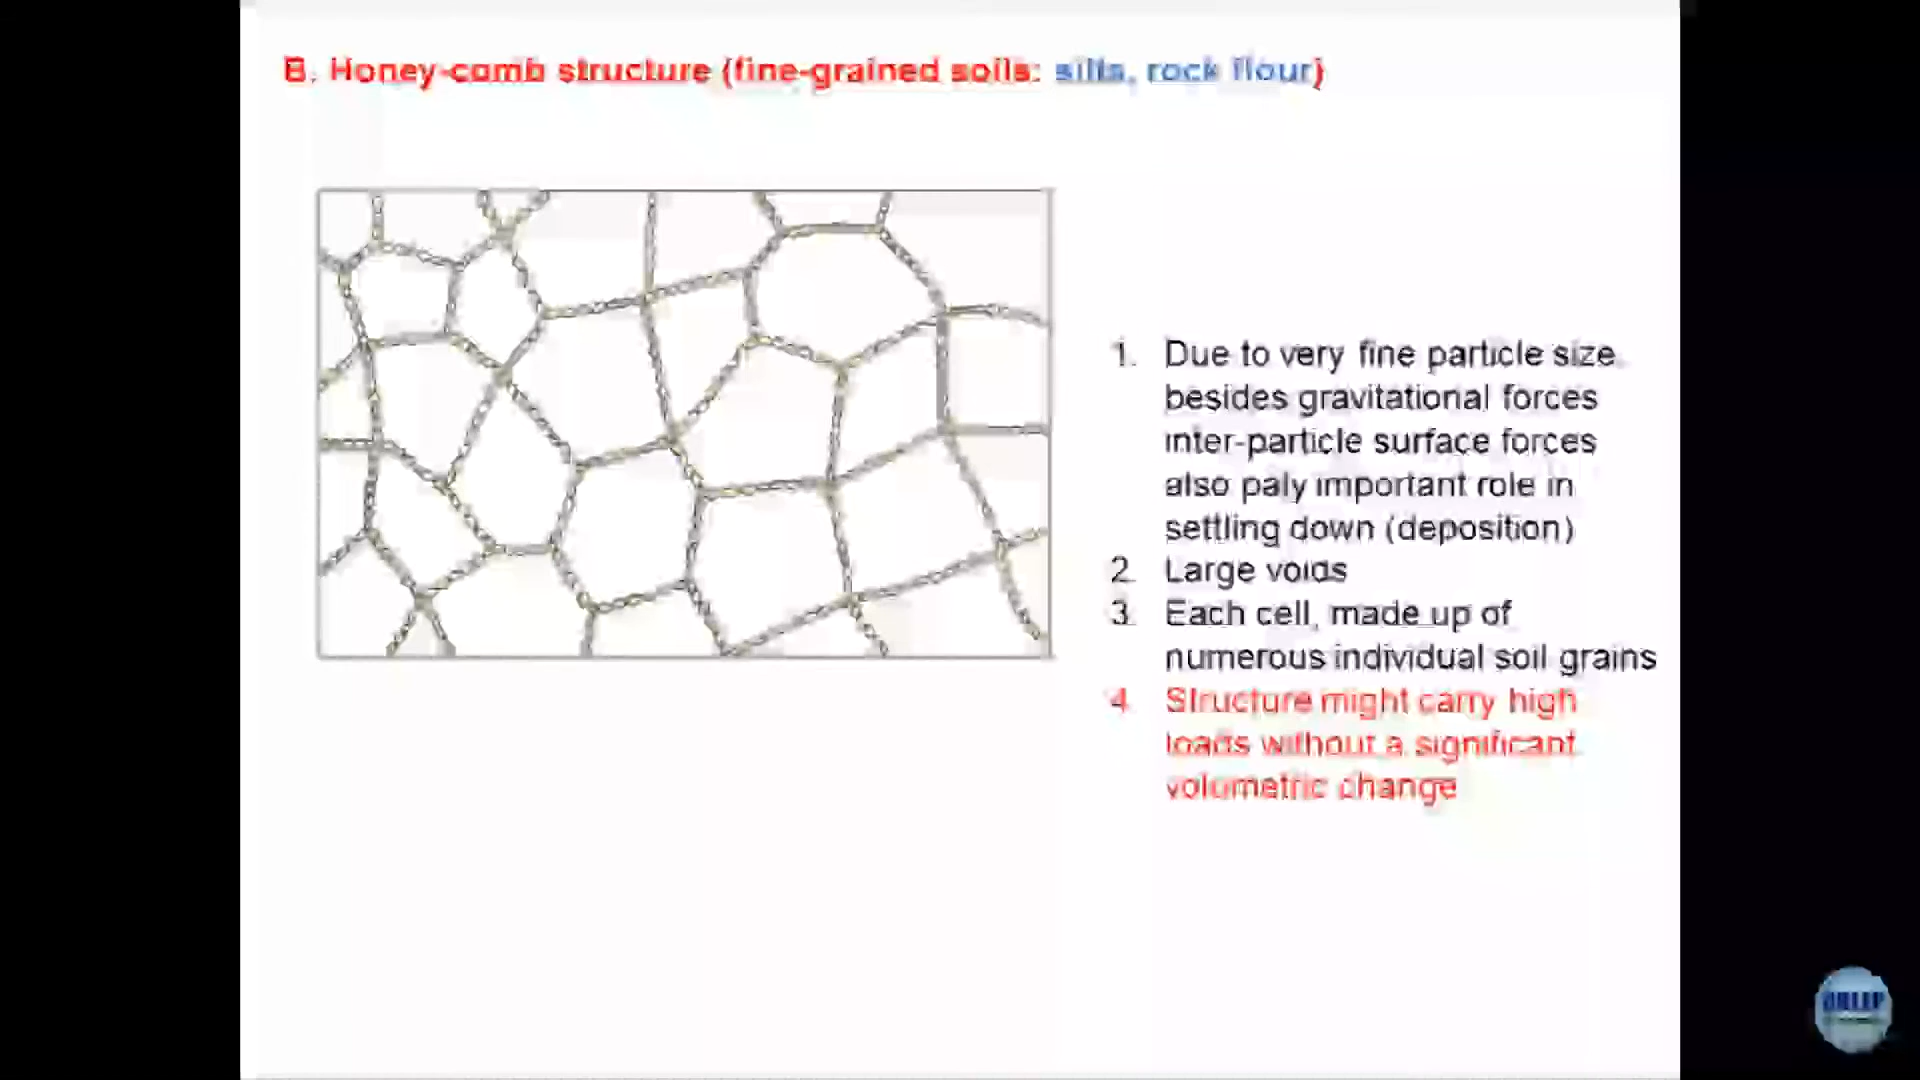 B. Honey-comb structure (fine-grained soils: silts, rock flour)
1. Due to very fine particle size,
besides gravitational forces
inter-particle surface forces
also paly important role in
settling down (deposition)
2. Large voids
3. Each cell, made up of
numerous individual soil grains
4. Structure might carry high
loads without a significant
volumetric change